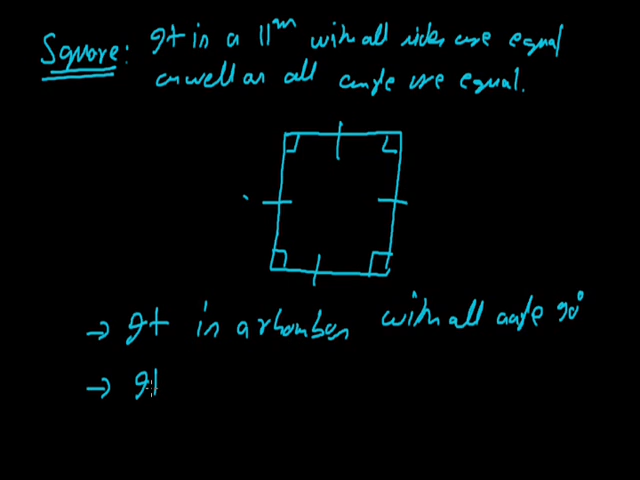 Square: It is a ||m with all sides are equal
as well as all angle are equal.
→ It is a rhombus with all angle 90°
→ It